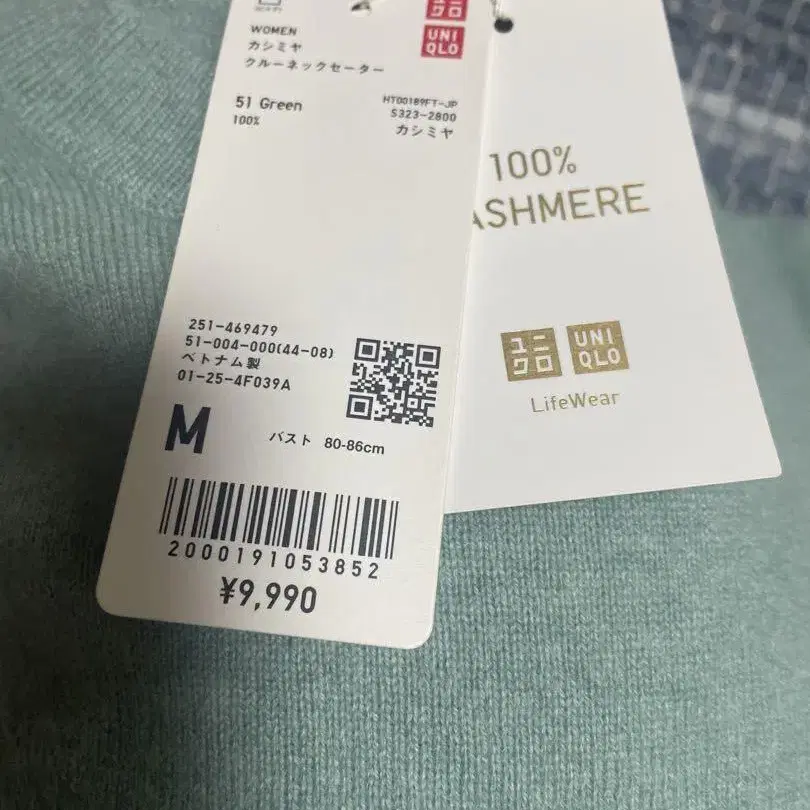 WOMEN
カシミヤ
クルーネックセーター
ユニ
クロ
UNI
QLO
51 Green
100%
HT00189FT-JP
S323-2800
カシミヤ
251-469479
51-004-000(44-08)
ベトナム製
01-25-4F039A
M
バスト 80-86cm
2000191053852
¥9,990
100%
ASHMERE
ユニ
クロ
UNI
QLO
LifeWear